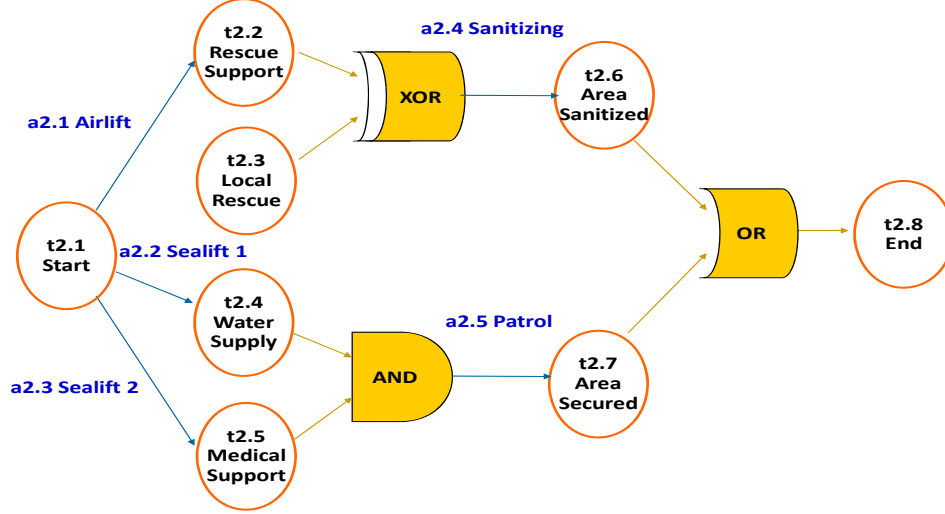 t2.2
Rescue
Support
a2.4 Sanitizing
XOR
t2.6
Area
Sanitized
a2.1 Airlift
t2.3
Local
Rescue
t2.1
Start
a2.2 Sealift 1
OR
t2.8
End
t2.4
Water
Supply
a2.5 Patrol
AND
t2.7
Area
Secured
a2.3 Sealift 2
t2.5
Medical
Support